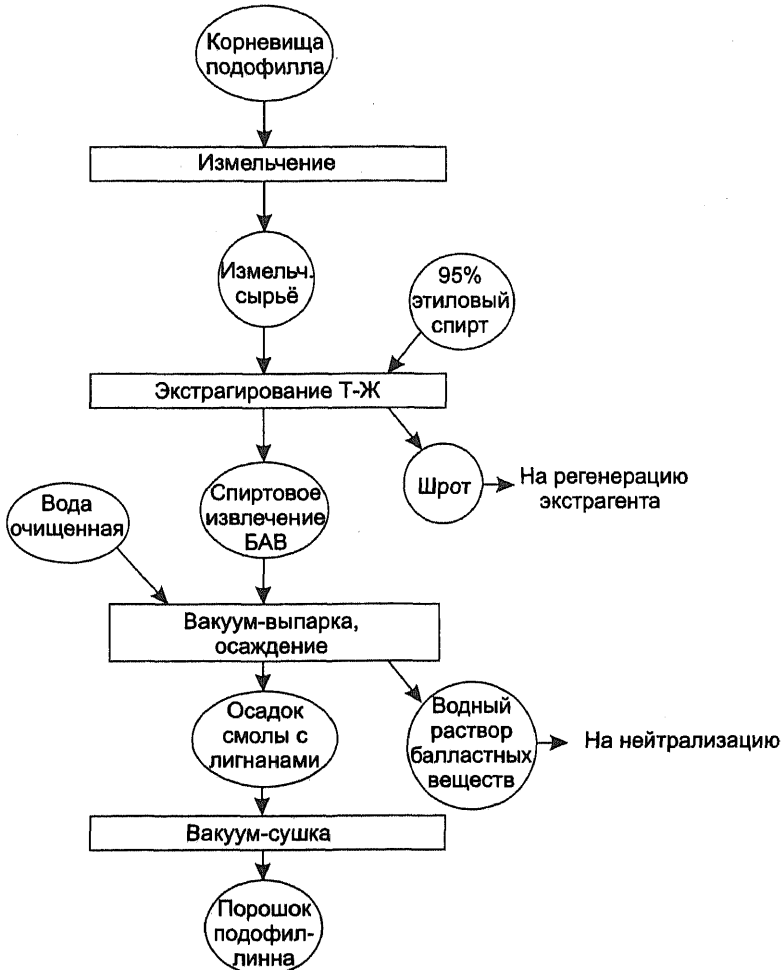 Корневища
подофилла
Измельчение
Измельч.
сырьё
95%
этиловый
спирт
Экстрагирование Т-Ж
Шрот
На регенерацию
экстрагента
Спиртовое
извлечение
БАВ
Вода
очищенная
Вакуум-выпарка,
осаждение
Осадок
смолы с
лигнанами
Водный
раствор
балластных
веществ
На нейтрализацию
Вакуум-сушка
Порошок
подофил-
линна